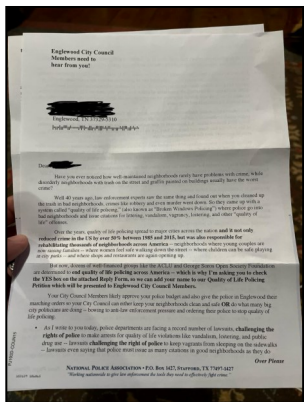 Englewood City Council
Members need to
hear from you!
Englewood, TN 37329-3310
Dear
Have you ever noticed how well-maintained neighborhoods rarely have problems with crime, while
disorderly neighborhoods with trash on the street and graffiti painted on buildings usually have the worst
crime?
Well 40 years ago, law enforcement experts saw the same thing and found out when you cleaned up
the trash in bad neighborhoods, crimes like robbery and even murder went down. So they came up with a
system called "quality of life policing," (also known as "Broken Windows Policing") where police go into
bad neighborhoods and issue citations for littering, vandalism, vagrancy, loitering, and other "quality of
life" offenses.
Over the years, quality of life policing spread to major cities across the nation and it not only
reduced crime in the US by over 50% between 1985 and 2010, but was also responsible for
rehabilitating thousands of neighborhoods across America – neighborhoods where young couples are
now raising families – where women feel safe walking down the street – where children can be safely playing
in city parks – and where shops and restaurants are again opening up.
But now, dozens of well-financed groups like the ACLU and George Soros' Open Society Foundation
are determined to end quality of life policing across America – which is why I'm asking you to check
the YES box on the attached Reply Form, so we can add your name to our Quality of Life Policing
Petition which will be presented to Englewood City Council Members.
Your City Council Members likely approve your police budget and also give the police in Englewood their
marching orders so your City Council can either keep your neighborhoods clean and safe OR do what many big
city politicians are doing – bowing to anti-law enforcement pressure and ordering their police to stop quality of
life policing.
• As I write to you today, police departments are facing a record number of lawsuits; challenging the
rights of police to make arrests for quality of life violations like vandalism, loitering, and public
drug use -- lawsuits challenging the right of police to keep vagrants from sleeping on the sidewalks
-- lawsuits even saying that police must issue as many citations in good neighborhoods as they do
Over Please
NATIONAL POLICE ASSOCIATION • P.O. BOX 1427, STAFFORD, TX 77497-1427
"Working nationwide to give law enforcement the tools they need to effectively fight crime."